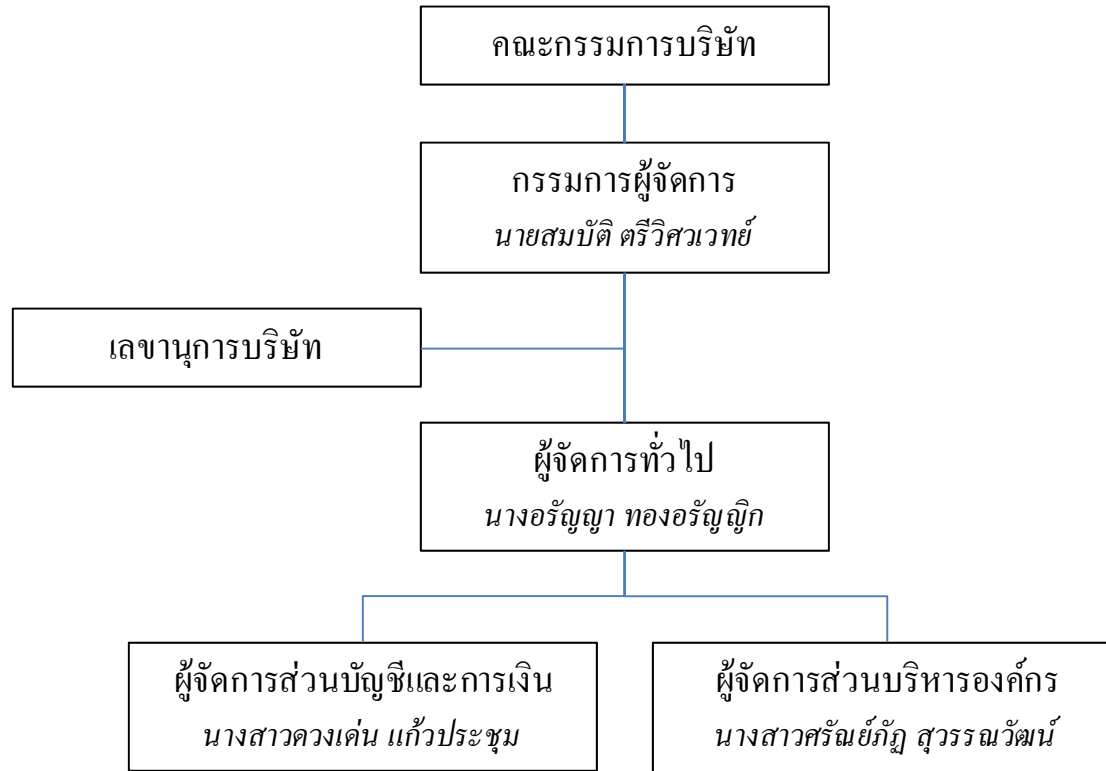 คณะกรรมการบริษัท
กรรมการผู้จัดการ
นายสมบัติ ตรีวิศวเวทย์
เลขานุการบริษัท
ผู้จัดการทั่วไป
นางอรัญญา ทองอรัญญิก
ผู้จัดการส่วนบัญชีและการเงิน
นางสาวดวงเด่น แก้วประชุม
ผู้จัดการส่วนบริหารองค์กร
นางสาวศรัณย์ภัฏ สุวรรณวัฒน์